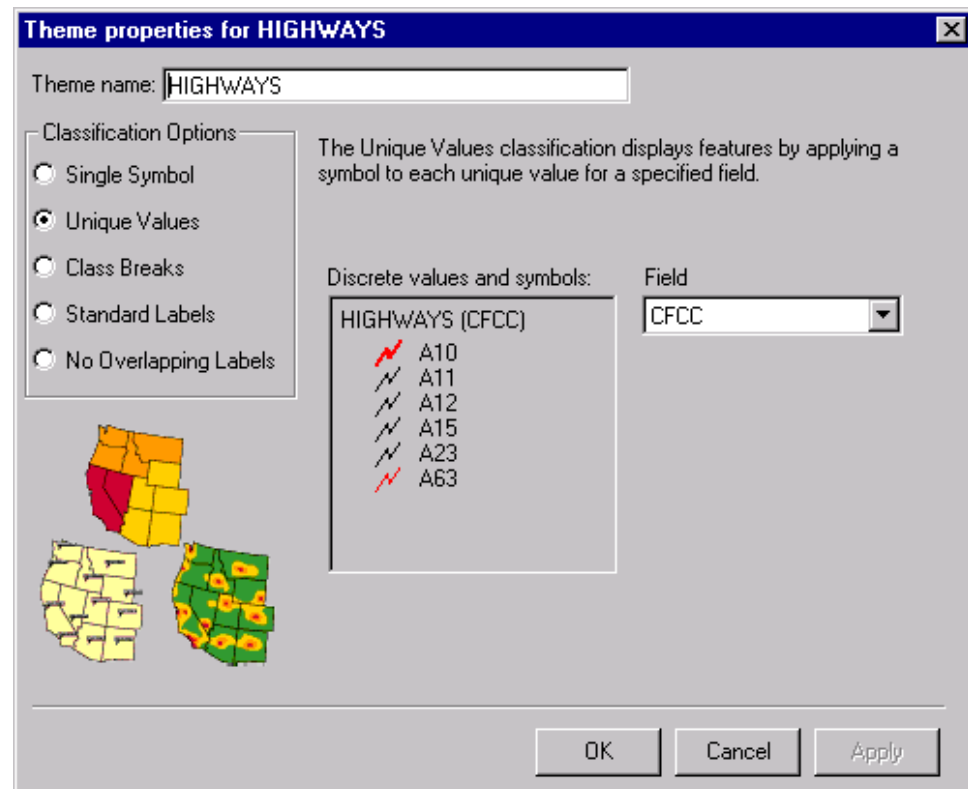 Theme properties for HIGHWAYS
Theme name: HIGHWAYS
Classification Options
Single Symbol
Unique Values
Class Breaks
Standard Labels
No Overlapping Labels
The Unique Values classification displays features by applying a
symbol to each unique value for a specified field.
Discrete values and symbols:
HIGHWAYS (CFCC)
A10
A11
A12
A15
A23
A63
Field
CFCC
OK
Cancel
Apply